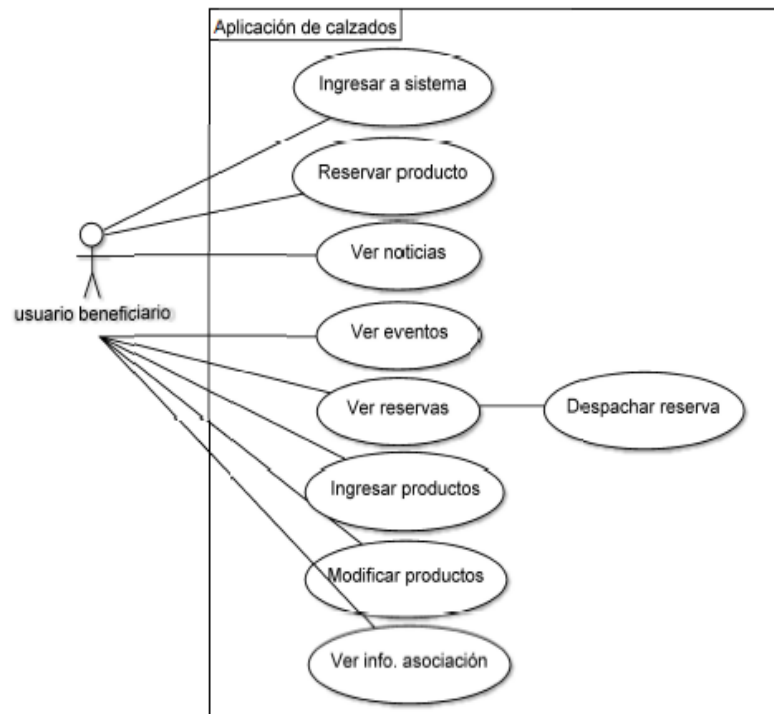 Aplicación de calzados
Ingresar a sistema
Reservar producto
Ver noticias
usuario beneficiario
Ver eventos
Ver reservas
Despachar reserva
Ingresar productos
Modificar productos
Ver info. asociación